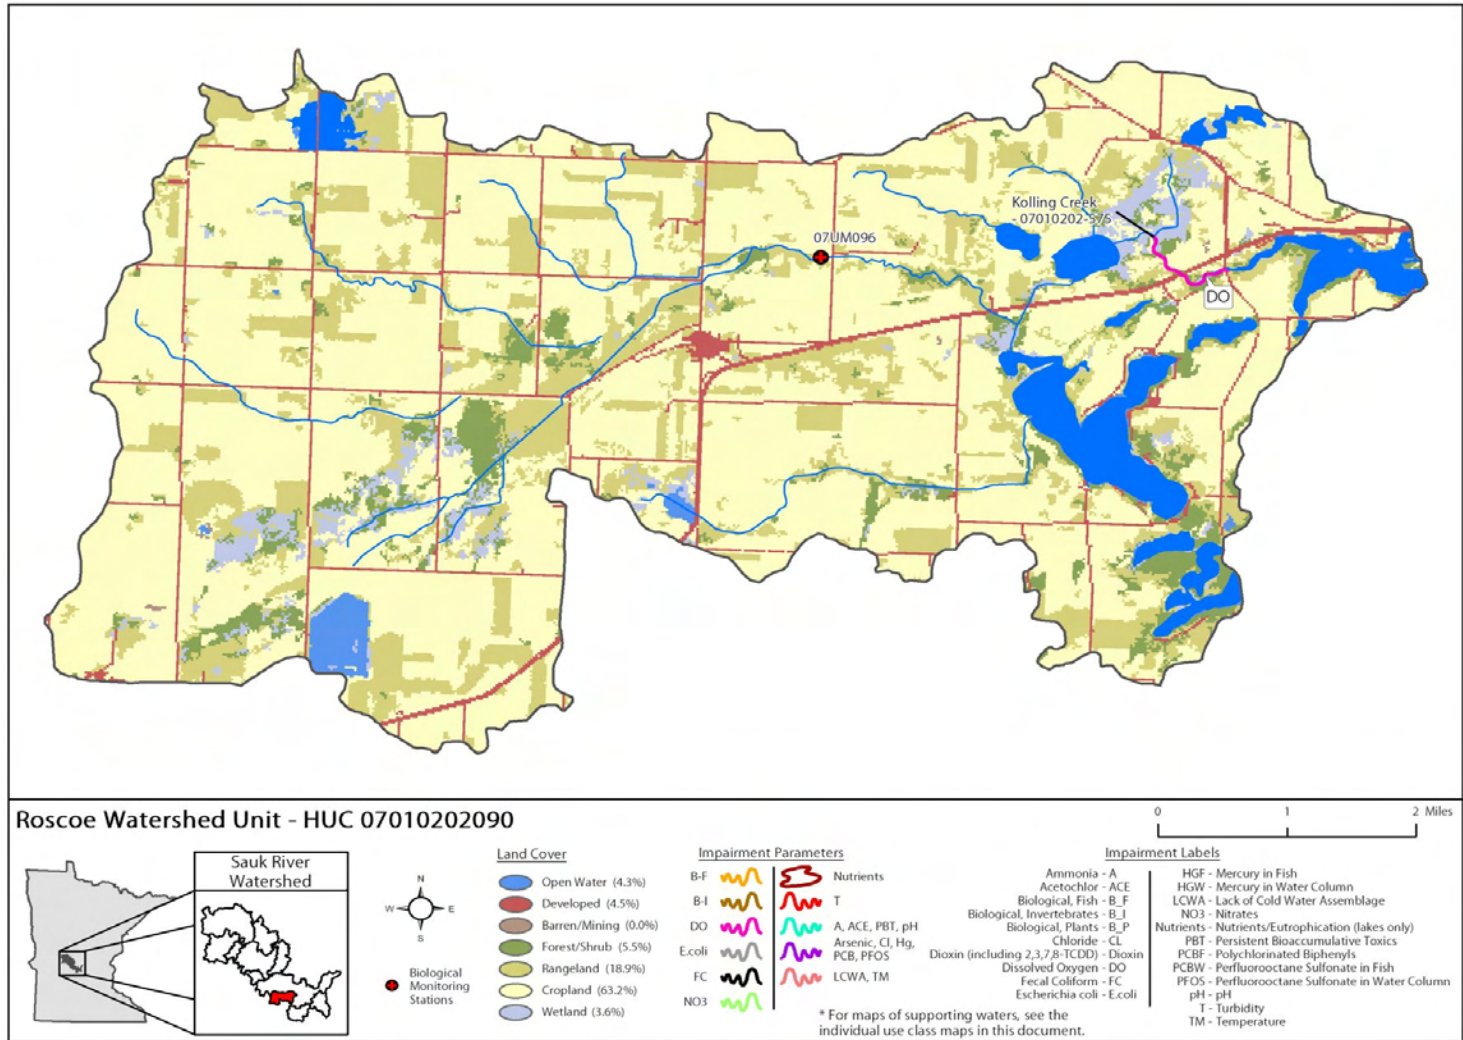 Kolling Creek
- 07010202-575
07UM096
DO
Roscoe Watershed Unit - HUC 07010202090
0 1 2 Miles
Sauk River
Watershed
N
W E
S
Biological
Monitoring
Stations
Land Cover
Open Water (4.3%)
Developed (4.5%)
Barren/Mining (0.0%)
Forest/Shrub (5.5%)
Rangeland (18.9%)
Cropland (63.2%)
Wetland (3.6%)
Impairment Parameters
B-F
B-I
DO
E.coli
FC
NO3
Nutrients
T
A, ACE, PBT, pH
Arsenic, Cl, Hg,
PCB, PFOS
LCWA, TM
Impairment Labels
Ammonia - A
Acetochlor - ACE
Biological, Fish - B_F
Biological, Invertebrates - B_I
Biological, Plants - B_P
Chloride - CL
Dioxin (including 2,3,7,8-TCDD) - Dioxin
Dissolved Oxygen - DO
Fecal Coliform - FC
Escherichia coli - E.coli
HGF - Mercury in Fish
HGW - Mercury in Water Column
LCWA - Lack of Cold Water Assemblage
NO3 - Nitrates
Nutrients - Nutrients/Eutrophication (lakes only)
PBT - Persistent Bioaccumulative Toxics
PCBF - Polychlorinated Biphenyls
PCBW - Perfluorooctane Sulfonate in Fish
PFOS - Perfluorooctane Sulfonate in Water Column
pH - pH
T - Turbidity
TM - Temperature
* For maps of supporting waters, see the
individual use class maps in this document.